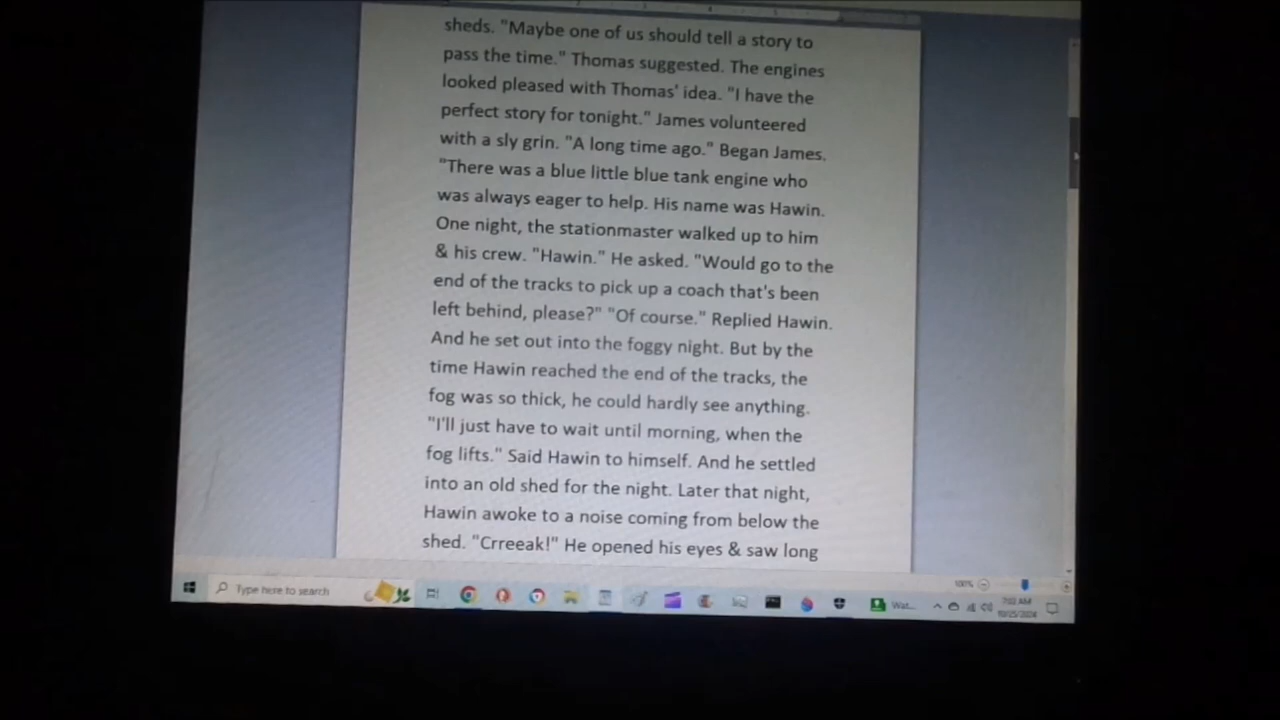 sheds. "Maybe one of us should tell a story to
pass the time." Thomas suggested. The engines
looked pleased with Thomas' idea. "I have the
perfect story for tonight." James volunteered
with a sly grin. "A long time ago." Began James.
"There was a blue little blue tank engine who
was always eager to help. His name was Hawin.
One night, the stationmaster walked up to him
& his crew. "Hawin." He asked. "Would go to the
end of the tracks to pick up a coach that's been
left behind, please?" "Of course." Replied Hawin.
And he set out into the foggy night. But by the
time Hawin reached the end of the tracks, the
fog was so thick, he could hardly see anything.
"I'll just have to wait until morning, when the
fog lifts." Said Hawin to himself. And he settled
into an old shed for the night. Later that night,
Hawin awoke to a noise coming from below the
shed. "Crreeak!" He opened his eyes & saw long
100%
Type here to search
Wat...
7:02 AM
10/25/2024